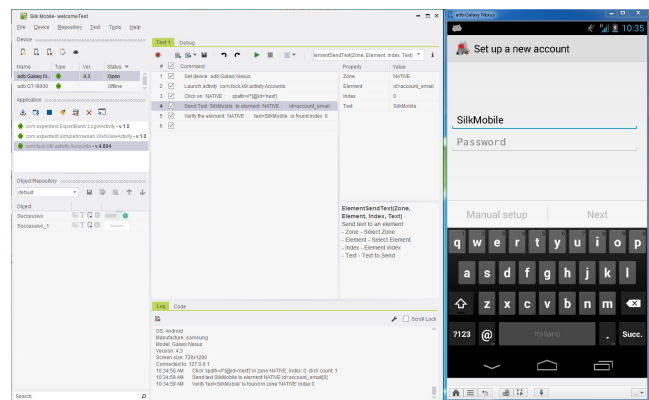 Silk Mobile- welcomeTest
File Device Repository Test Tools Help
Device
Name Type Ver. Status
adb:Galaxy N... 4.3 Open
adb:GT-I9000 Offline
Application
com.experitest.ExperiBank/.LoginActivity - v 1.0
com.experitest.simplebrowser/.WebViewActivity - v 1.0
com.fsck.k9/.activity.Accounts - v 4.804
Object Repository
default
Object
Successivo
Successivo_1
Search
Test 1 Debug
ElementSendText(Zone, Element, Index, Text)
# Command
1 Set device adb:Galaxy Nexus
2 Launch activity com.fsck.k9/.activity.Accounts
3 Click on NATIVE : xpath=//*[@id='next']
4 Send Text SilkMobile to element NATIVE : id=account_email
5 Verify the element NATIVE : text=SilkMobile is found index 0
6
Property Value
Zone NATIVE
Element id=account_email
Index 0
Text SilkMobile
ElementSendText(Zone,
Element, Index, Text)
Send text to an element
- Zone - Select Zone
- Element - Select Element
- Index - Element index
- Text - Text to Send
Log Code
Scroll Lock
OS: Android
Manufacture: samsung
Model: Galaxy Nexus
Version: 4.3
Screen size: 720x1280
Connected to: 127.0.0.1
10:34:56 AM Click 'xpath=//*[@id='next']' in zone NATIVE, index: 0, click count: 1
10:34:58 AM Send text SilkMobile to element NATIVE:id=account_email[0]
10:34:59 AM Verify 'text=SilkMobile' is found in zone 'NATIVE' index 0
adb:Galaxy Nexus
10:35
Set up a new account
SilkMobile
Password
Manual setup Next
q w e r t y u i o p
a s d f g h j k l
z x c v b n m
?123 @ Italiano . Succ.